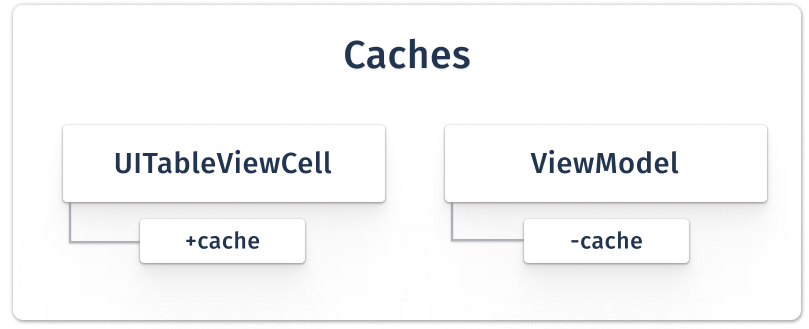 Caches
UITableViewCell
ViewModel
+cache
-cache